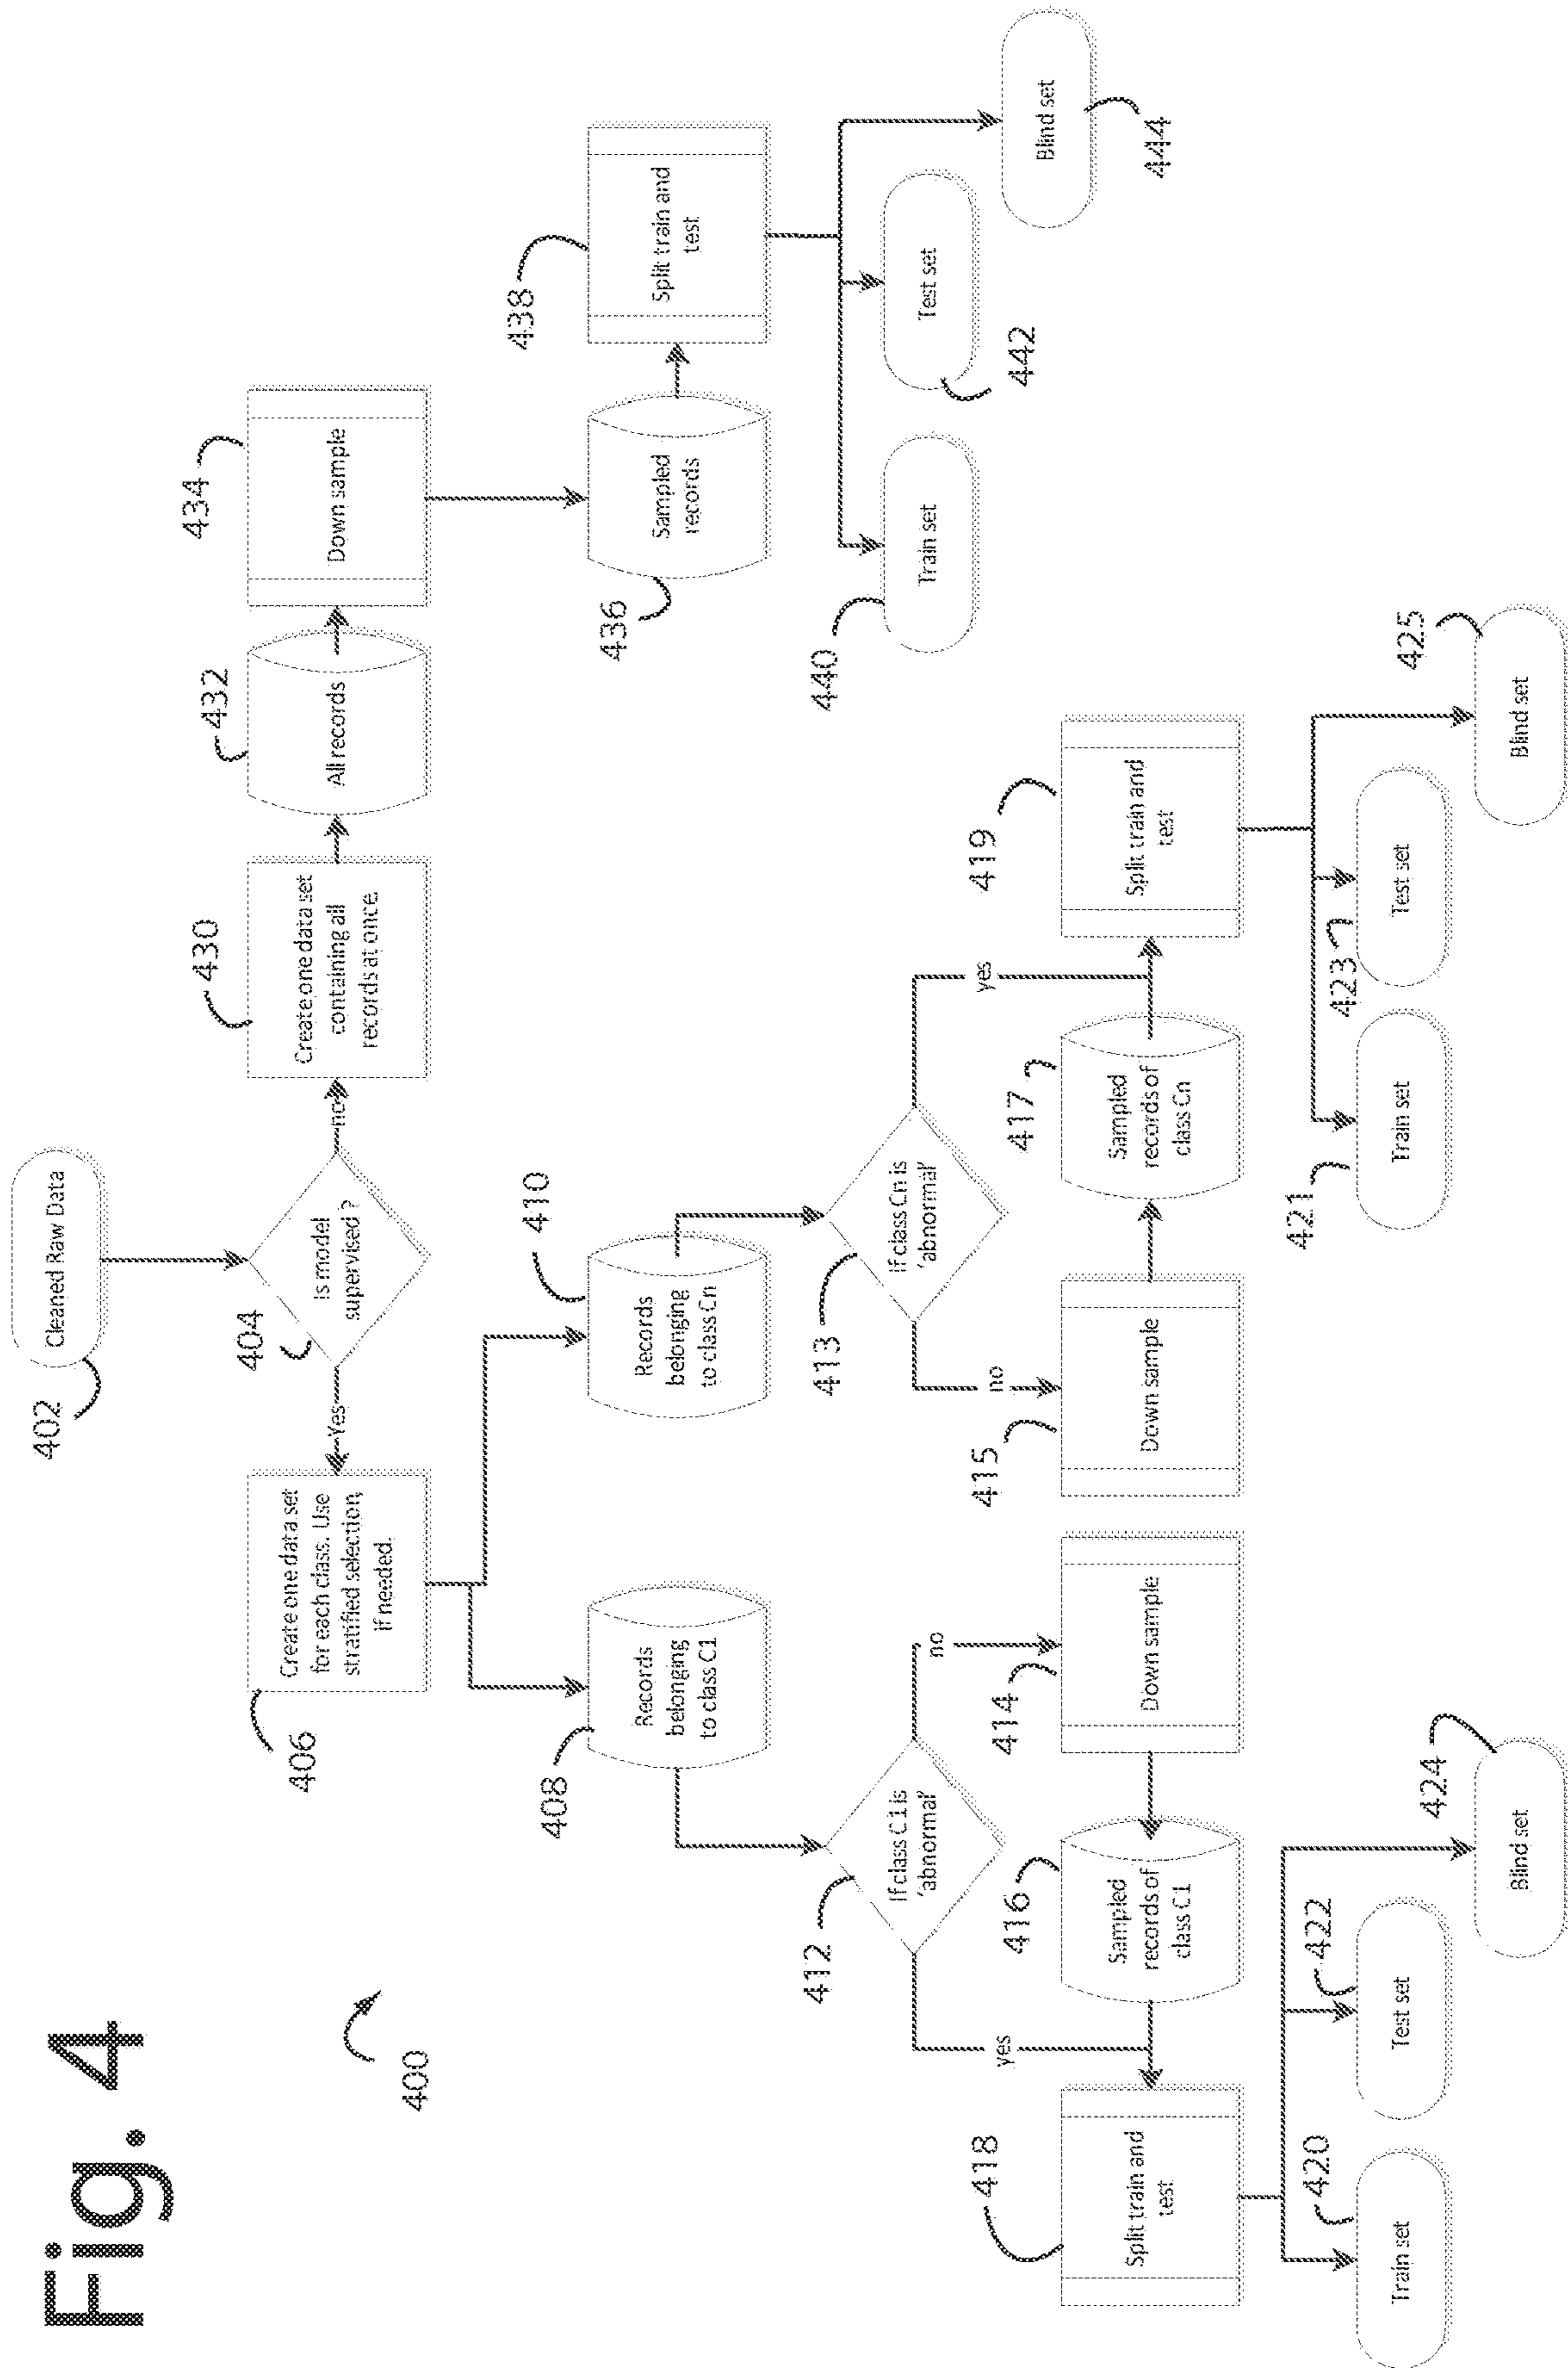 Fig. 4
400
402
Cleaned Raw Data
404
Is model
supervised ?
Yes
no
406
Create one data set
for each class. Use
stratified selection,
if needed.
430
Create one data set
containing all
records at once.
432
All records
434
Down sample
408
Records
belonging
to class C1
410
Records
belonging
to class Cn
436
Sampled
records
438
Split train and
test
412
If class C1 is
'abnormal'
yes
no
413
If class Cn is
'abnormal'
no
yes
440
Train set
442
Test set
444
Blind set
418
Split train and
test
416
Sampled
records of
class C1
414
Down sample
415
Down sample
417
Sampled
records of
class Cn
419
Split train and
test
420
Train set
422
Test set
424
Blind set
421
Train set
423
Test set
425
Blind set